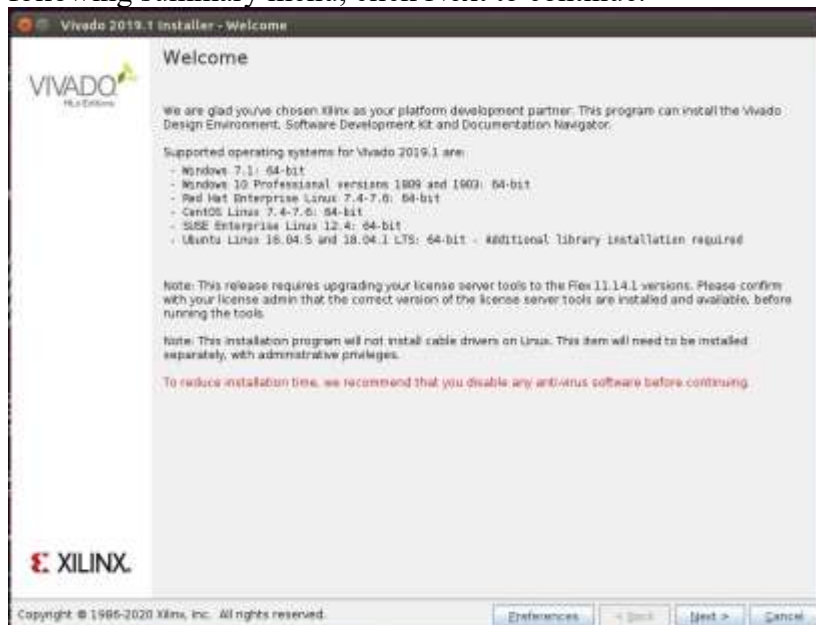 following summary menu, click Next to continue.
Vivado 2019.1 Installer - Welcome
VIVADO
HLx Editions
Welcome
We are glad you've chosen Xilinx as your platform development partner. This program can install the Vivado
Design Environment, Software Development Kit and Documentation Navigator.
Supported operating systems for Vivado 2019.1 are:
- Windows 7.1: 64-bit
- Windows 10 Professional versions 1809 and 1903: 64-bit
- Red Hat Enterprise Linux 7.4-7.6: 64-bit
- CentOS Linux 7.4-7.6: 64-bit
- SUSE Enterprise Linux 12.4: 64-bit
- Ubuntu Linux 16.04.5 and 18.04.1 LTS: 64-bit - Additional library installation required
Note: This release requires upgrading your license server tools to the Flex 11.14.1 versions. Please confirm
with your license admin that the correct version of the license server tools are installed and available, before
running the tools.
Note: This installation program will not install cable drivers on Linux. This item will need to be installed
separately, with administrative privileges.
To reduce installation time, we recommend that you disable any anti-virus software before continuing.
XILINX.
Copyright © 1986-2020 Xilinx, Inc. All rights reserved.
Preferences
< Back
Next >
Cancel